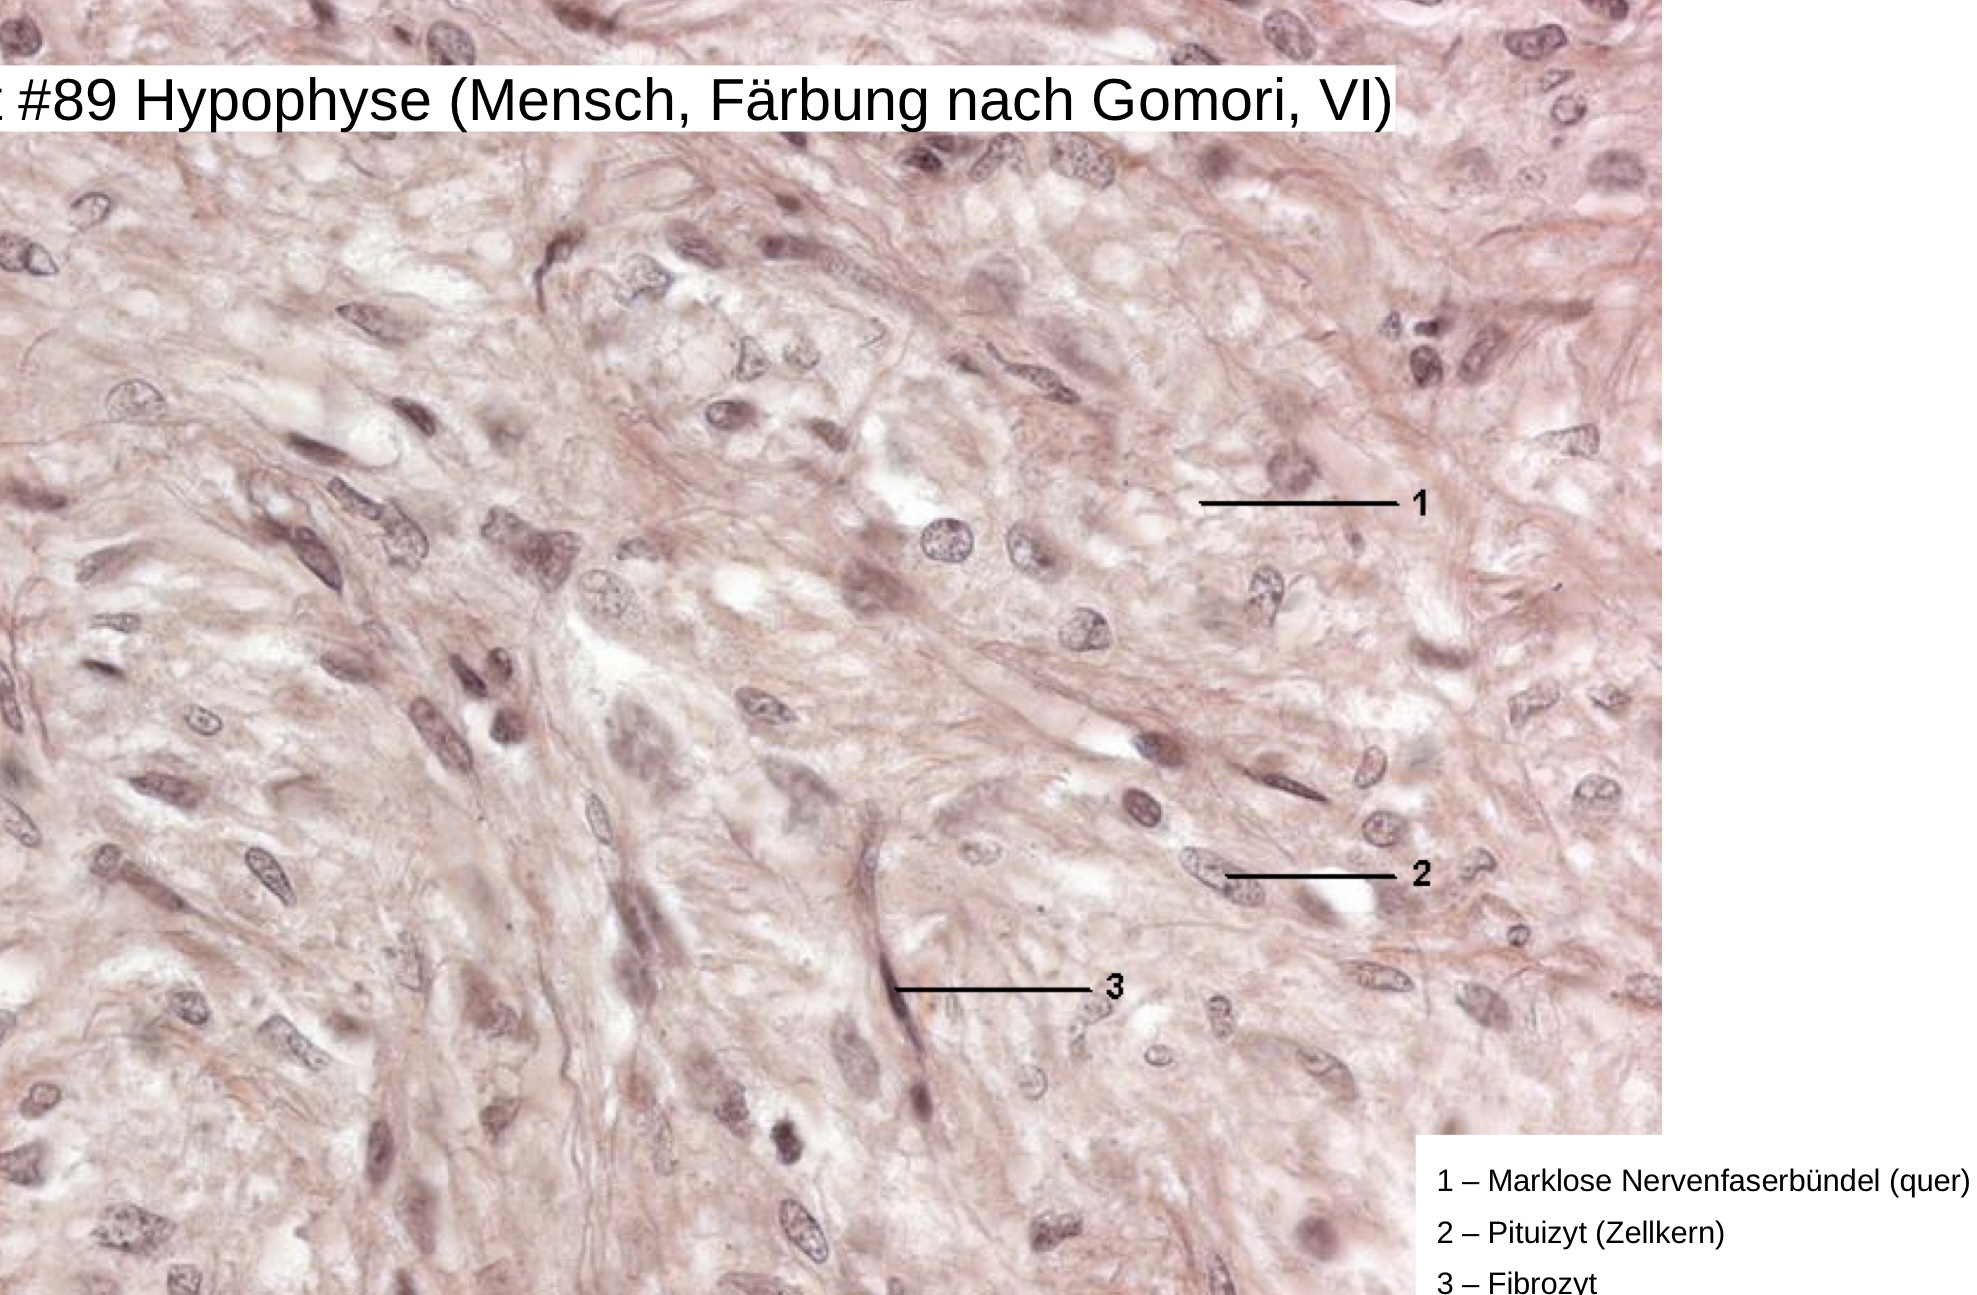 #89 Hypophyse (Mensch, Färbung nach Gomori, VI)
1
2
3
1 – Marklose Nervenfaserbündel (quer)
2 – Pituizyt (Zellkern)
3 – Fibrozyt